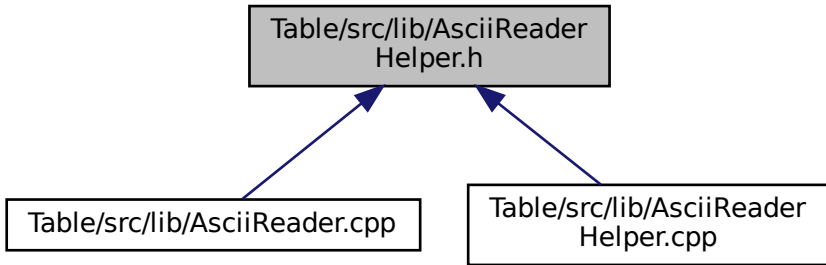 Table/src/lib/AsciiReader
Helper.h
Table/src/lib/AsciiReader.cpp
Table/src/lib/AsciiReader
Helper.cpp